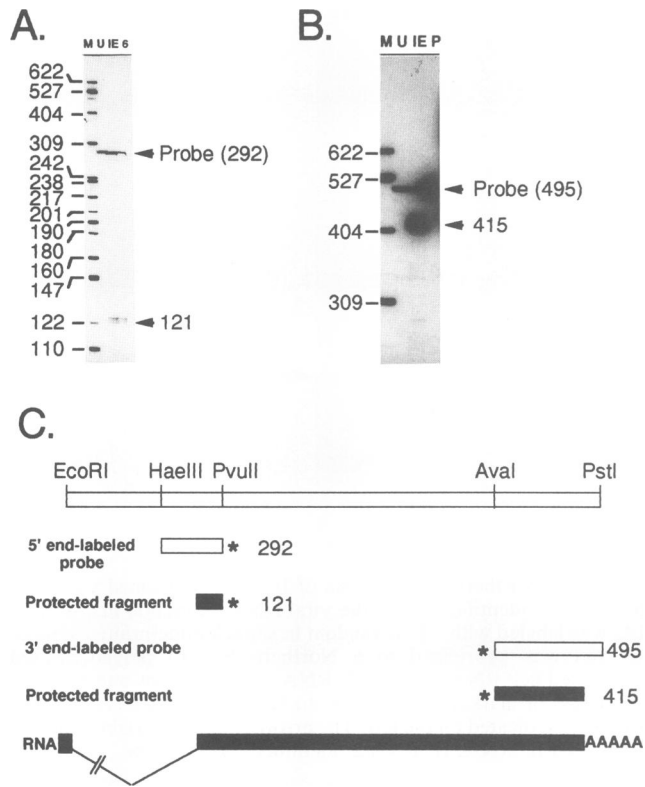 A.
M U IE 6
622
527
404
309
242
238
217
201
190
180
160
147
122
110
Probe (292)
121
B.
M U IE P
622
527
404
309
Probe (495)
415
C.
EcoRI HaeIII PvuII AvaI PstI
5' end-labeled
probe
* 292
Protected fragment * 121
3' end-labeled probe * 495
Protected fragment * 415
RNA AAAAA